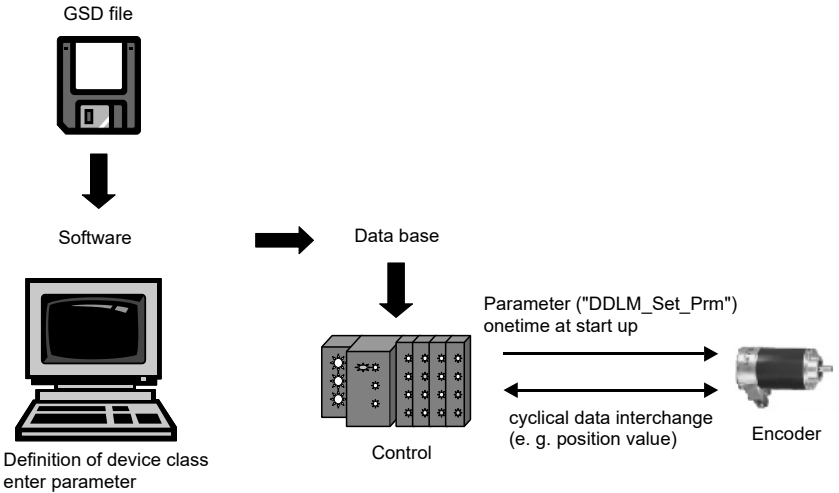 GSD file
Software
Data base
Parameter ("DDLM_Set_Prm")
onetime at start up
cyclical data interchange
(e. g. position value)
Encoder
Control
Definition of device class
enter parameter